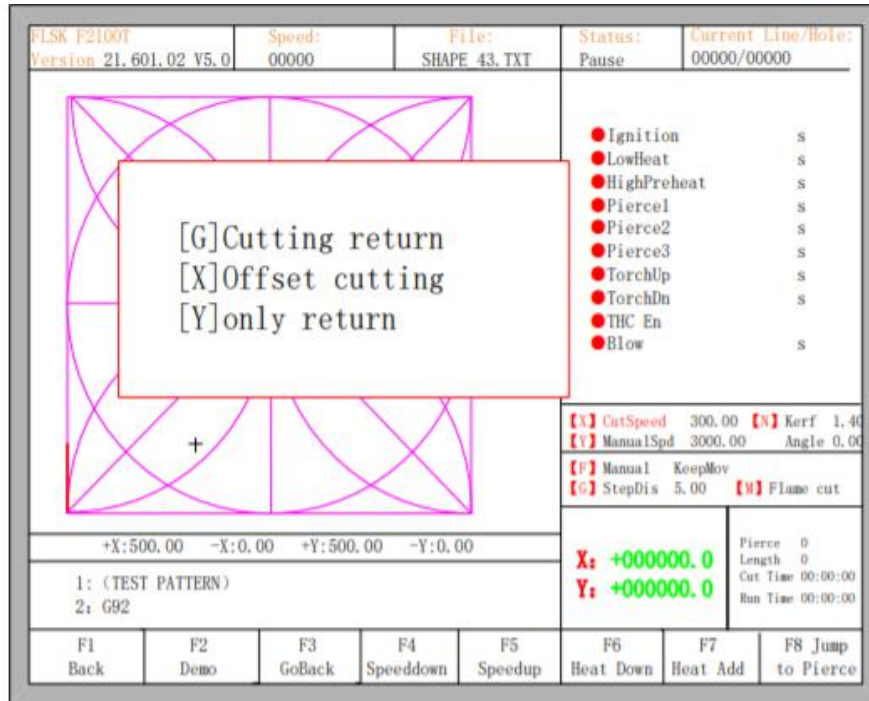 FLSK F2100T
Version 21.601.02 V5.0
Speed:
00000
File:
SHAPE 43.TXT
Status:
Pause
Current Line/Hole:
00000/00000
[G]Cutting return
[X]Offset cutting
[Y]only return
Ignition s
LowHeat s
HighPreheat s
Pierce1 s
Pierce2 s
Pierce3 s
TorchUp s
TorchDn s
THC En
Blow s
【X】CutSpeed 300.00 【N】Kerf 1.40
【Y】ManualSpd 3000.00 Angle 0.00
【F】Manual KeepMov
【G】StepDis 5.00 【M】Flame cut
+X:500.00 -X:0.00 +Y:500.00 -Y:0.00
1: (TEST PATTERN)
2: G92
X: +000000.0
Y: +000000.0
Pierce 0
Length 0
Cut Time 00:00:00
Run Time 00:00:00
F1
Back
F2
Demo
F3
GoBack
F4
Speeddown
F5
Speedup
F6
Heat Down
F7
Heat Add
F8 Jump
to Pierce